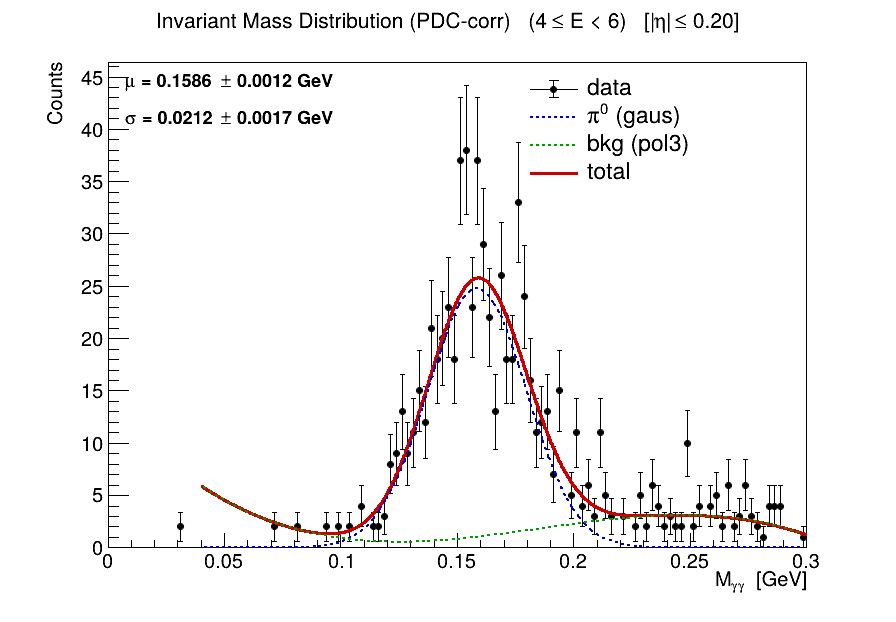 Invariant Mass Distribution (PDC-corr) (4 ≤ E < 6) [|η| ≤ 0.20]
Counts
μ = 0.1586 ± 0.0012 GeV
σ = 0.0212 ± 0.0017 GeV
data
π⁰ (gaus)
bkg (pol3)
total
45
40
35
30
25
20
15
10
5
0
0 0.05 0.1 0.15 0.2 0.25 0.3
Mγγ [GeV]